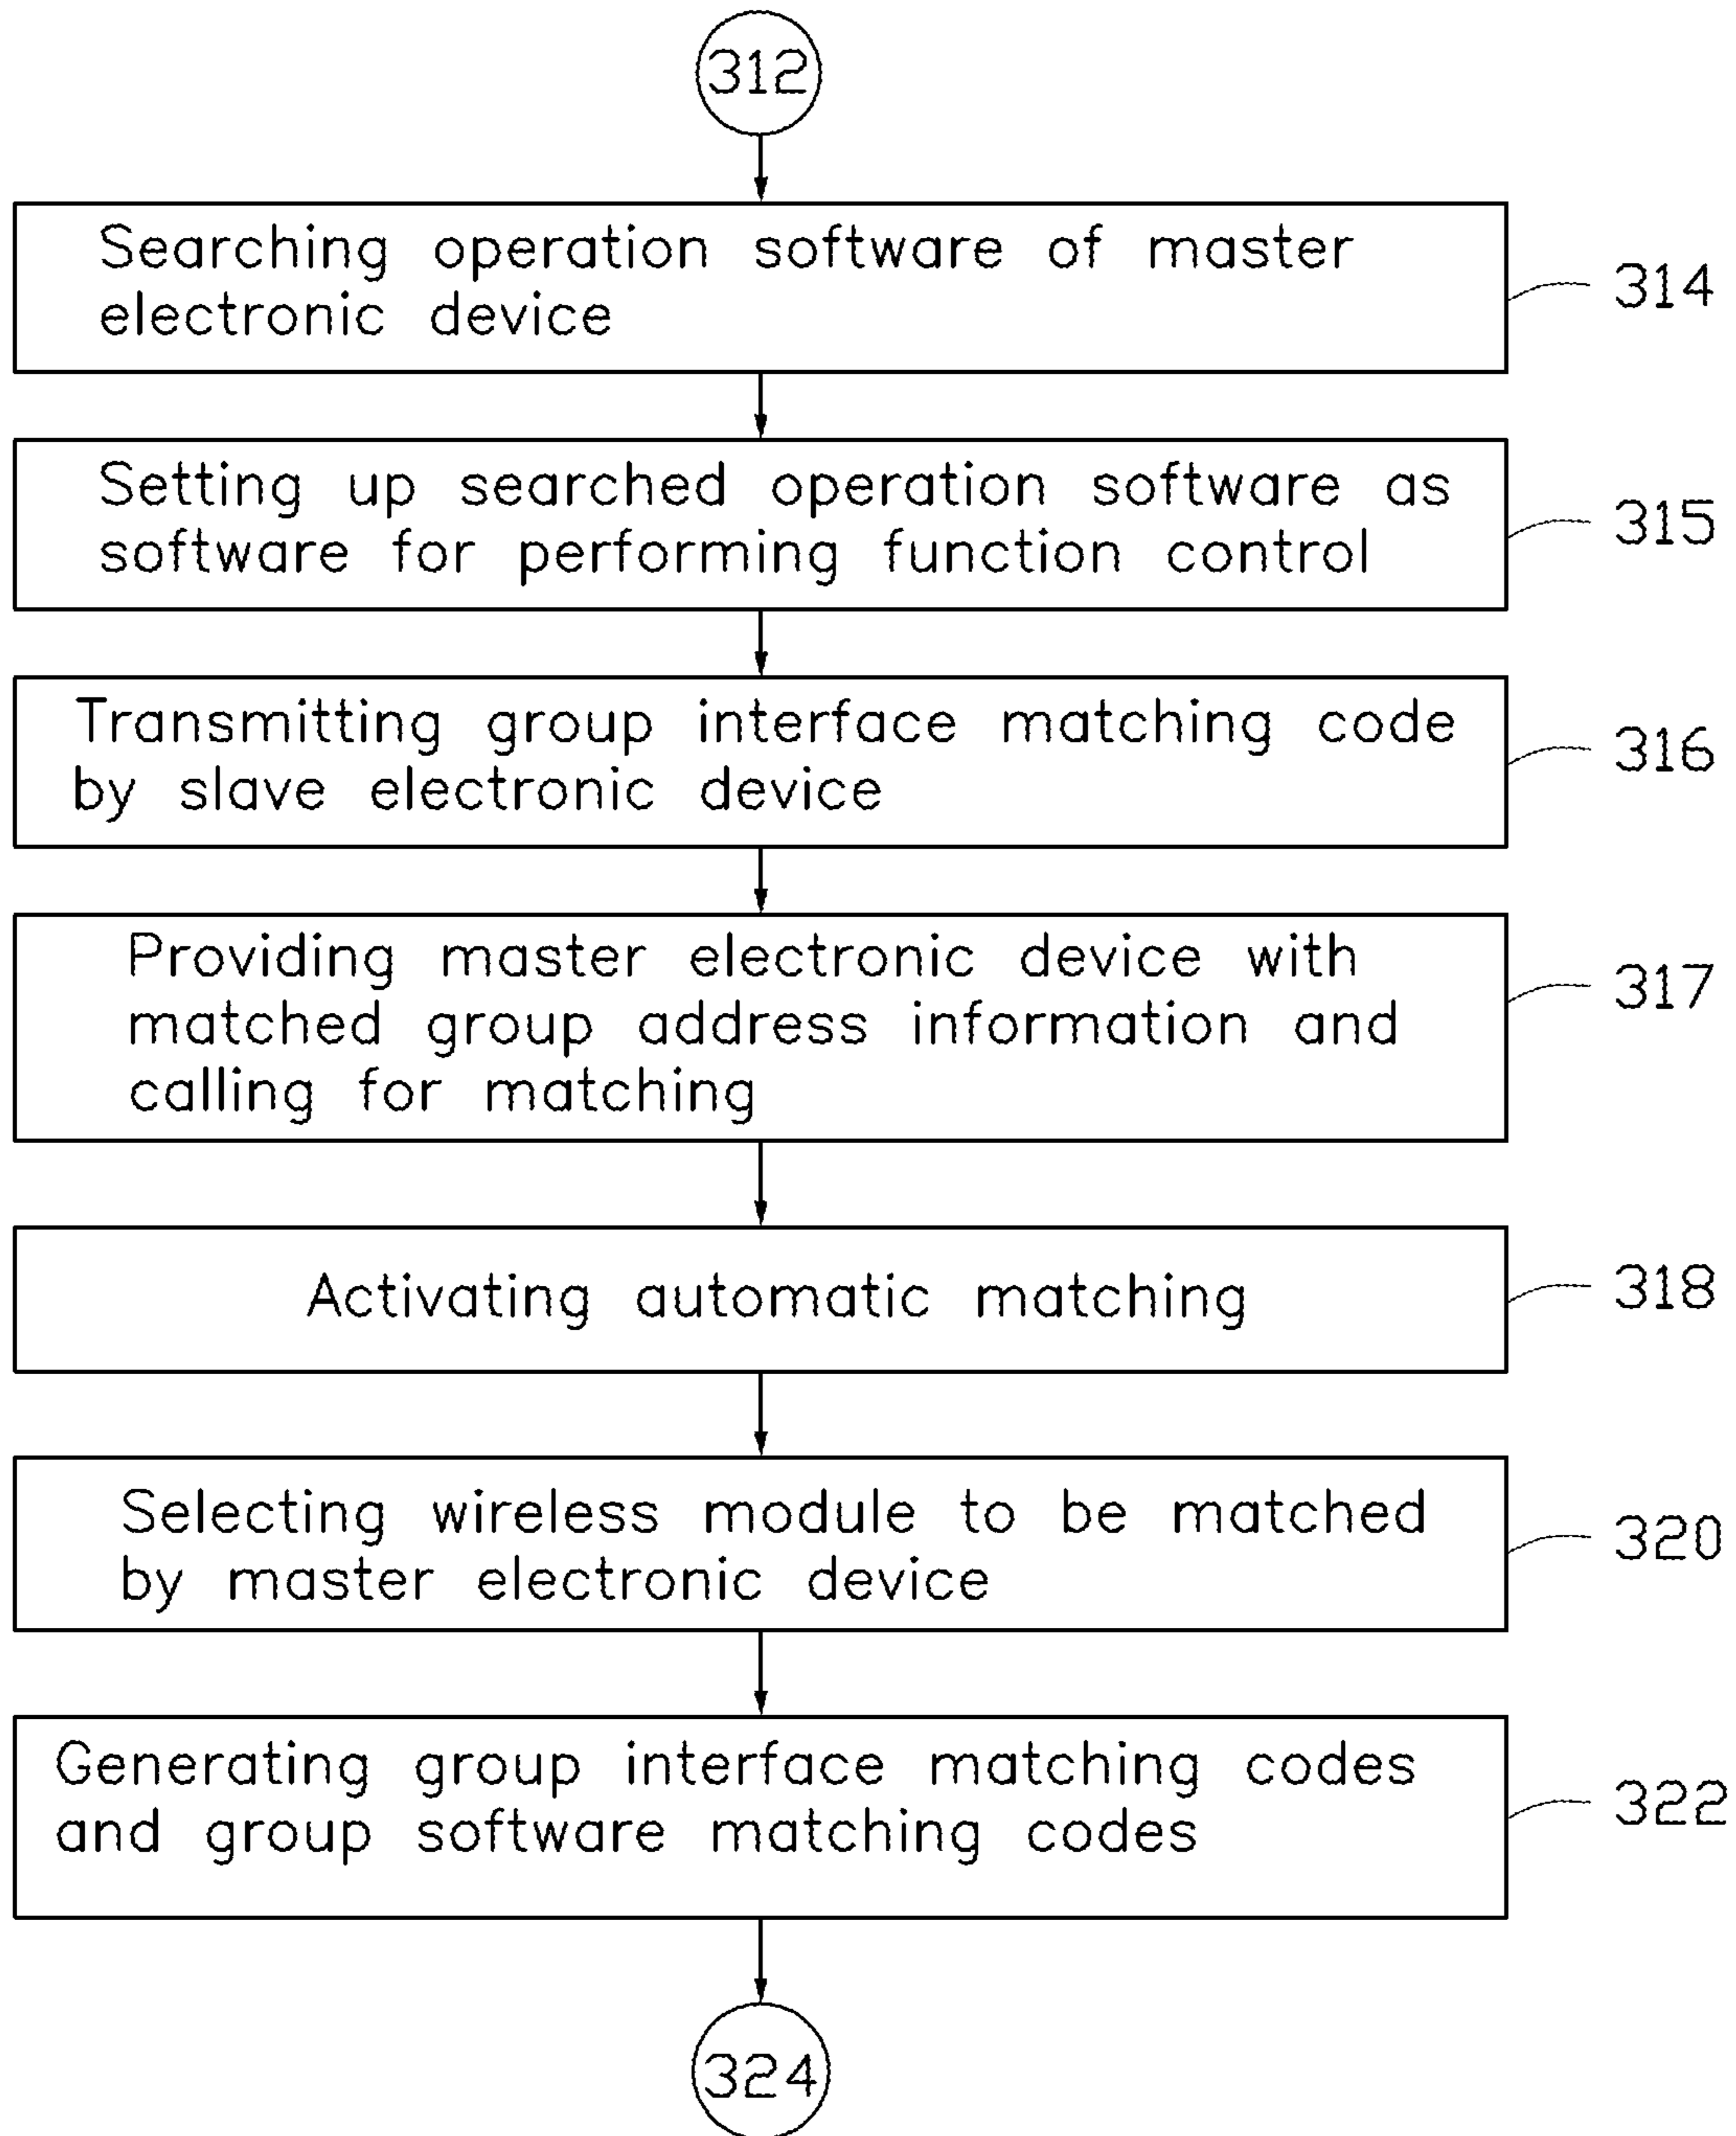 312
Searching operation software of master
electronic device
314
Setting up searched operation software as
software for performing function control
315
Transmitting group interface matching code
by slave electronic device
316
Providing master electronic device with
matched group address information and
calling for matching
317
Activating automatic matching
318
Selecting wireless module to be matched
by master electronic device
320
Generating group interface matching codes
and group software matching codes
322
324